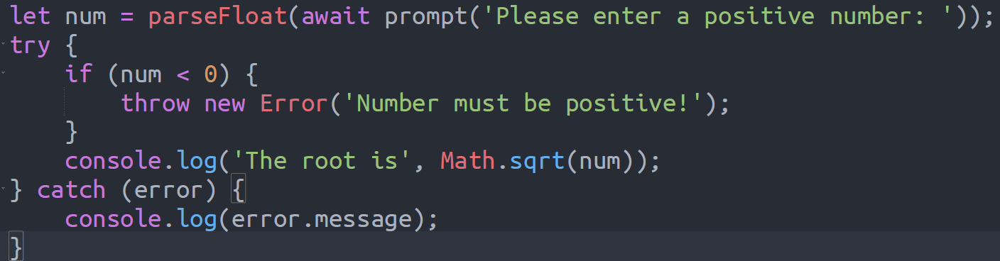 let num = parseFloat(await prompt('Please enter a positive number: '));
try {
    if (num < 0) {
        throw new Error('Number must be positive!');
    }
    console.log('The root is', Math.sqrt(num));
} catch (error) {
    console.log(error.message);
}